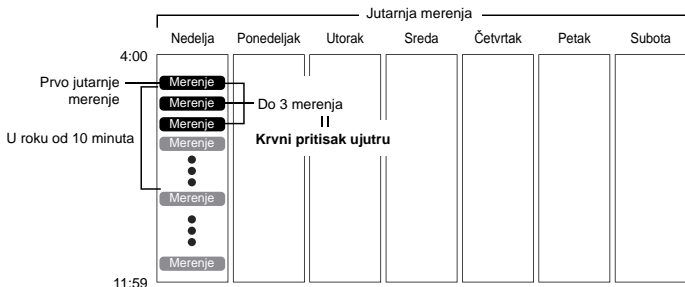 Jutarnja merenja
Nedelja Ponedeljak Utorak Sreda Četvrtak Petak Subota
4:00
Prvo jutarnje
merenje
Merenje
Merenje
Do 3 merenja
Merenje
U roku od 10 minuta
Merenje
Krvni pritisak ujutru
Merenje
Merenje
11:59